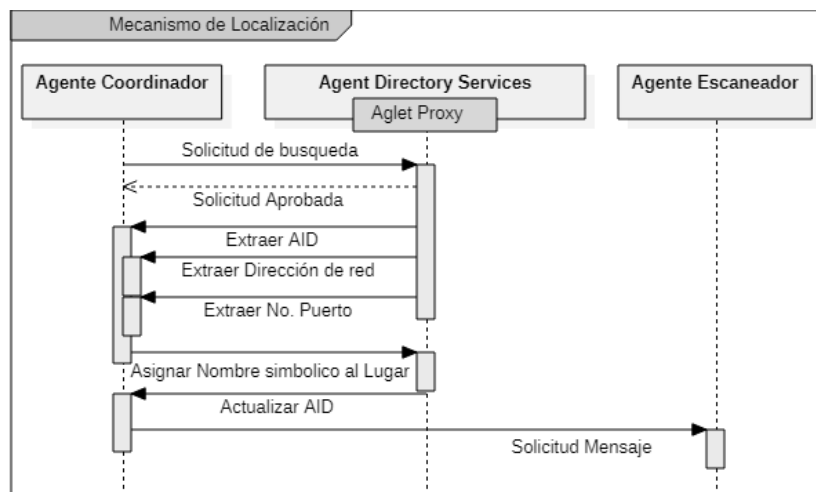 Mecanismo de Localización
Agente Coordinador
Agent Directory Services
Agente Escaneador
Aglet Proxy
Solicitud de busqueda
Solicitud Aprobada
Extraer AID
Extraer Dirección de red
Extraer No. Puerto
Asignar Nombre simbolico al Lugar
Actualizar AID
Solicitud Mensaje